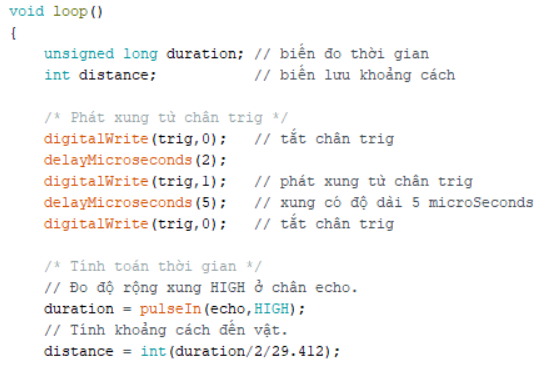 void loop()
{
unsigned long duration; // biến đo thời gian
int distance; // biến lưu khoảng cách
/* Phát xung từ chân trig */
digitalWrite(trig,0); // tắt chân trig
delayMicroseconds(2);
digitalWrite(trig,1); // phát xung từ chân trig
delayMicroseconds(5); // xung có độ dài 5 microSeconds
digitalWrite(trig,0); // tắt chân trig
/* Tính toán thời gian */
// Đo độ rộng xung HIGH ở chân echo.
duration = pulseIn(echo,HIGH);
// Tính khoảng cách đến vật.
distance = int(duration/2/29.412);